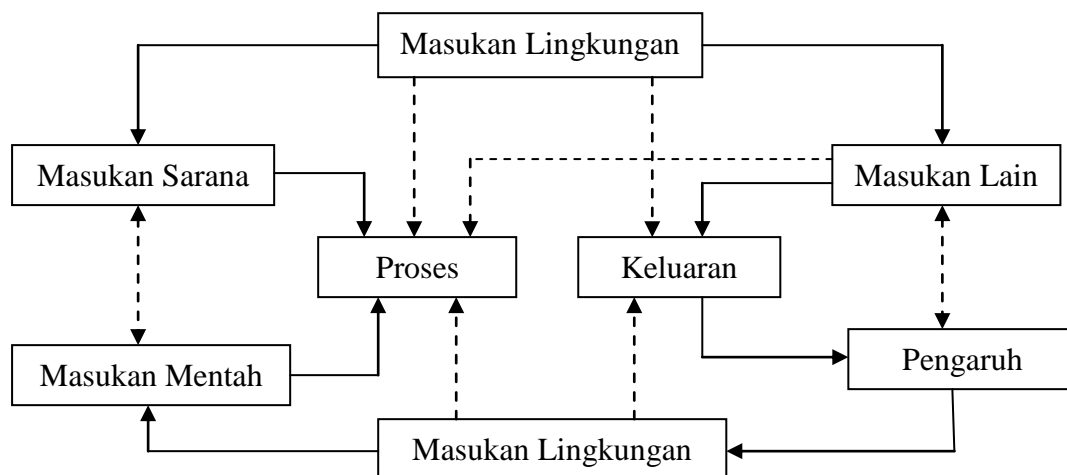 Masukan Lingkungan
Masukan Sarana
Masukan Lain
Proses
Keluaran
Masukan Mentah
Pengaruh
Masukan Lingkungan